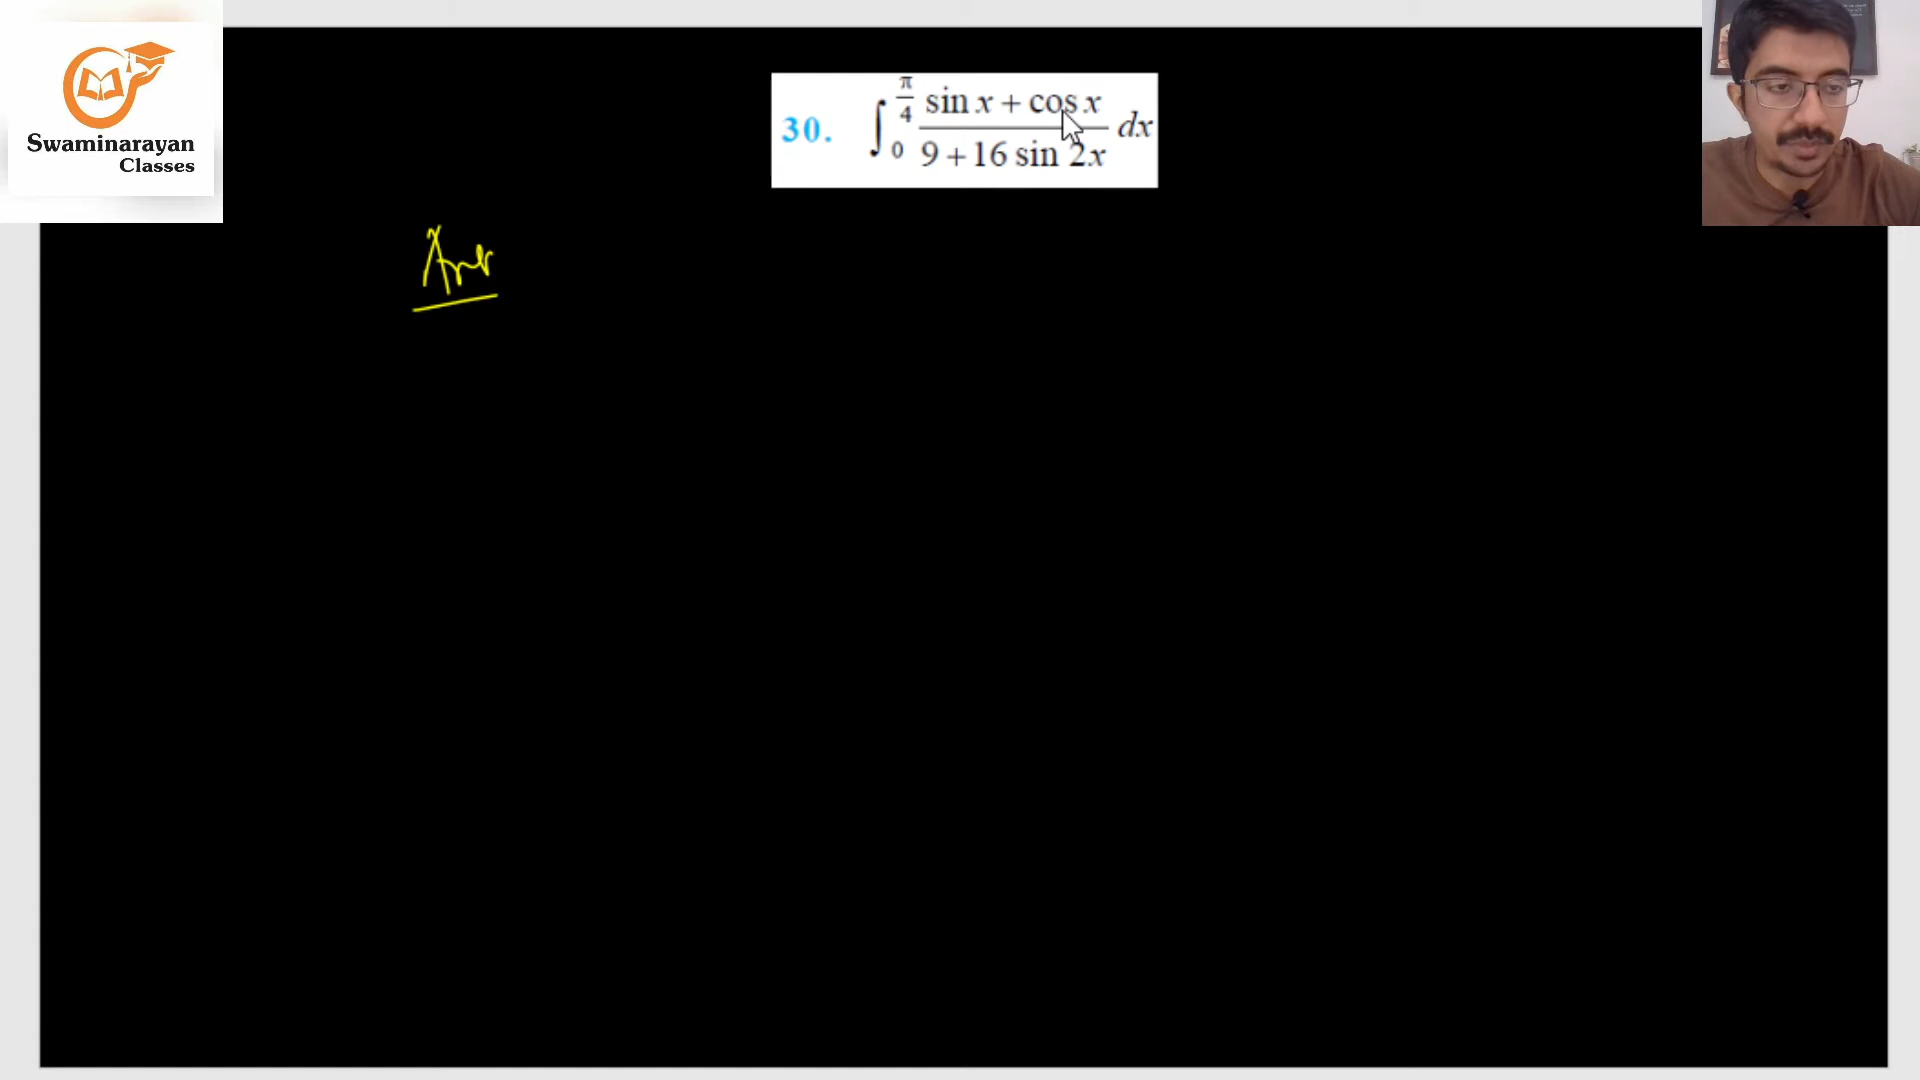 Swaminarayan
Classes
30. ∫₀^(π/4) (sin x + cos x)/(9 + 16 sin 2x) dx
Ans